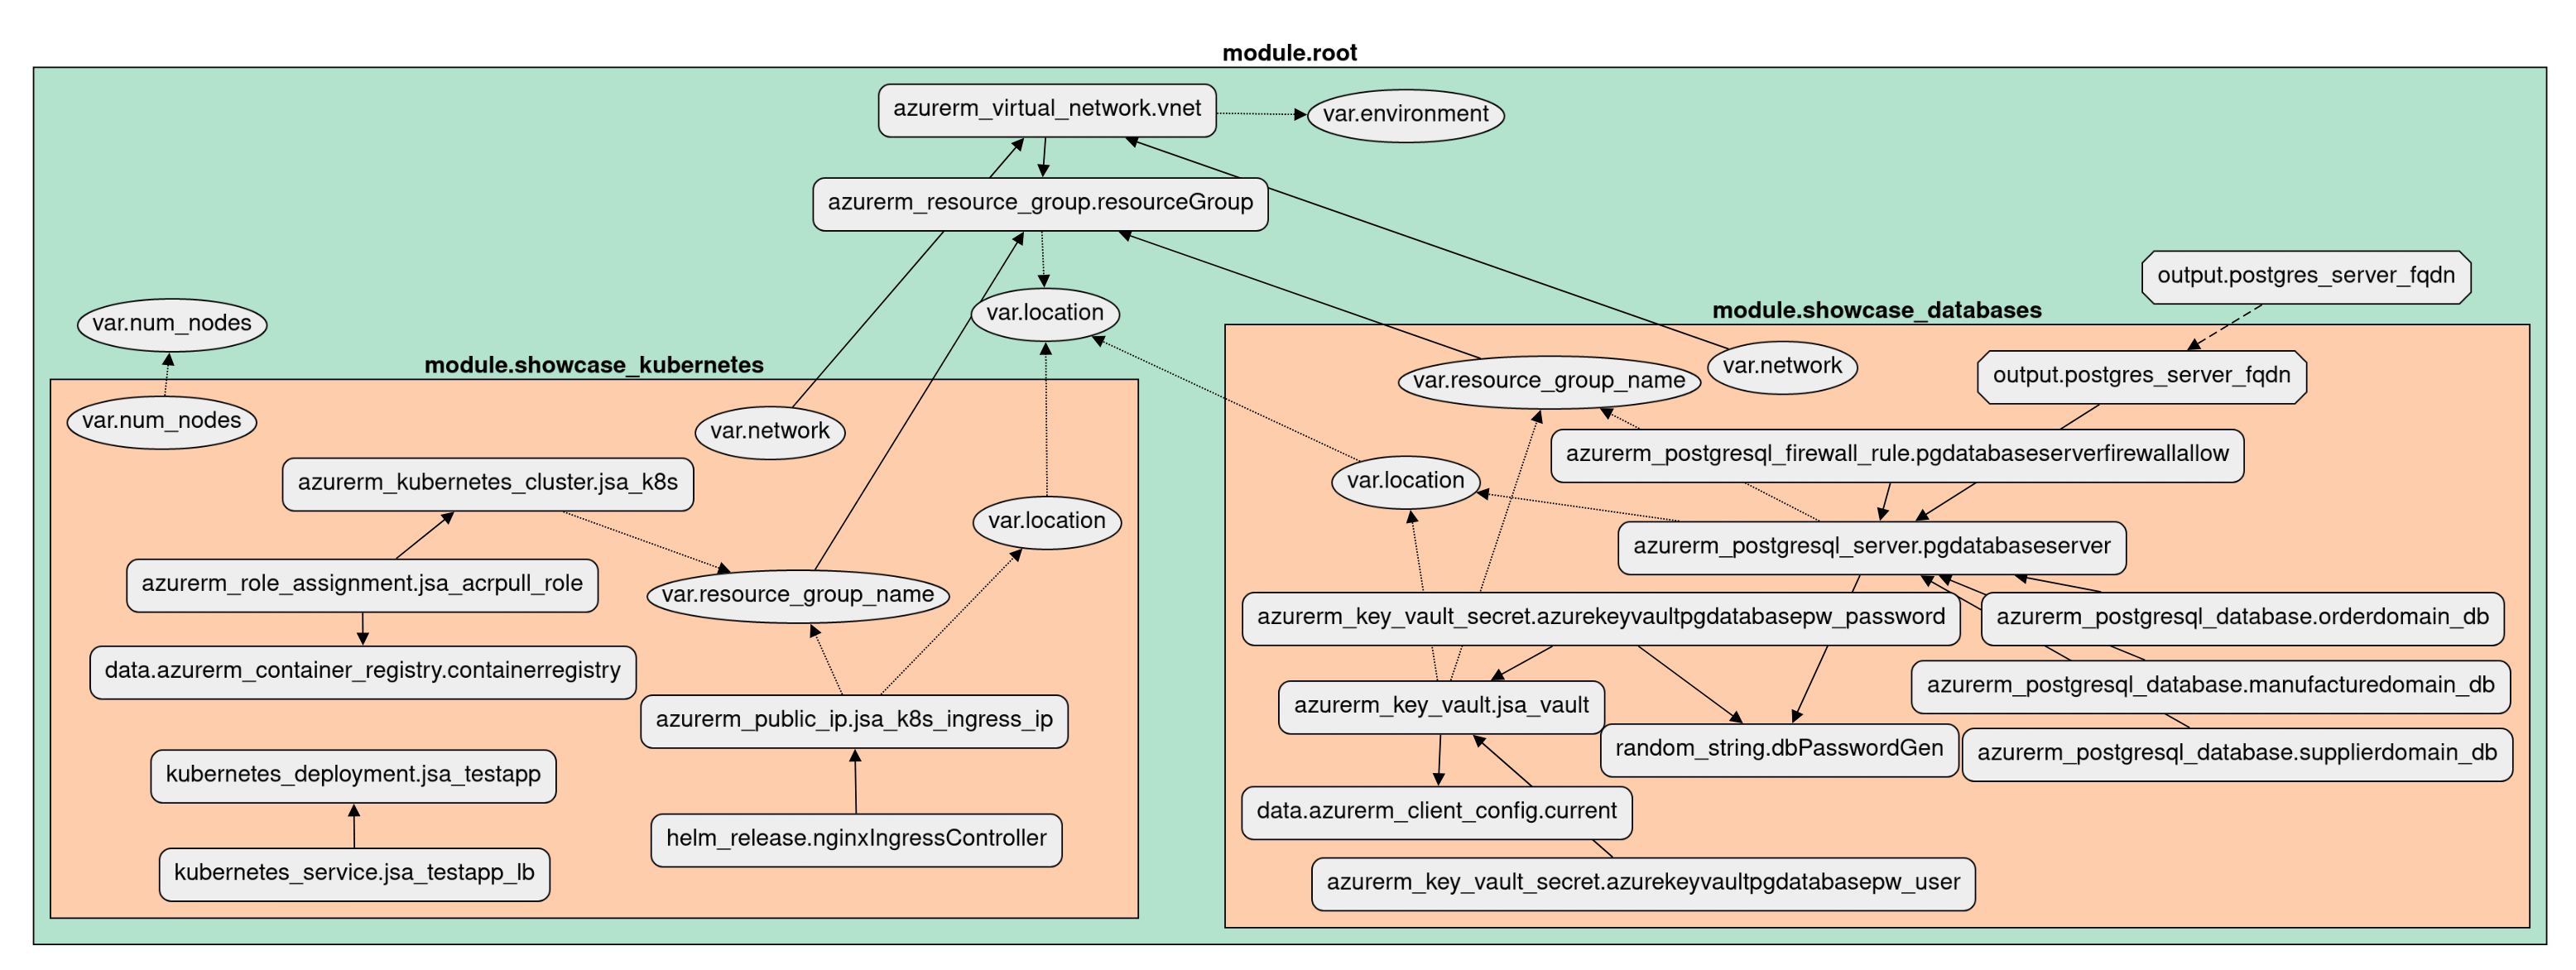 module.root
azurerm_virtual_network.vnet
var.environment
azurerm_resource_group.resourceGroup
var.location
var.num_nodes
output.postgres_server_fqdn
module.showcase_kubernetes
var.num_nodes
var.network
azurerm_kubernetes_cluster.jsa_k8s
var.location
azurerm_role_assignment.jsa_acrpull_role
var.resource_group_name
data.azurerm_container_registry.containerregistry
azurerm_public_ip.jsa_k8s_ingress_ip
kubernetes_deployment.jsa_testapp
helm_release.nginxIngressController
kubernetes_service.jsa_testapp_lb
module.showcase_databases
var.network
var.resource_group_name
output.postgres_server_fqdn
azurerm_postgresql_firewall_rule.pgdatabaseserverfirewallallow
var.location
azurerm_postgresql_server.pgdatabaseserver
azurerm_key_vault_secret.azurekeyvaultpgdatabasepw_password
azurerm_postgresql_database.orderdomain_db
azurerm_postgresql_database.manufacturedomain_db
azurerm_key_vault.jsa_vault
random_string.dbPasswordGen
azurerm_postgresql_database.supplierdomain_db
data.azurerm_client_config.current
azurerm_key_vault_secret.azurekeyvaultpgdatabasepw_user